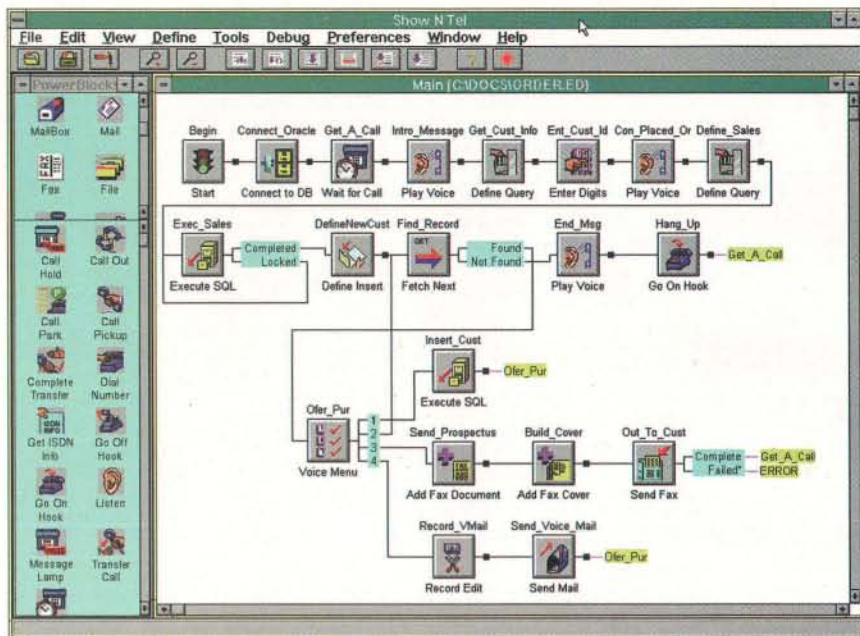 Show N Tel
File Edit View Define Tools Debug Preferences Window Help
PowerBlocks
MailBox Mail
Fax File
Call Hold
Call Out
Call Park
Call Pickup
Complete Transfer
Dial Number
Get ISDN Info
Go Off Hook
Go On Hook
Listen
Message Lamp
Transfer Call
Main (C:\DOCS\ORDER.ED)
Begin Connect_Oracle Get_A_Call Intro_Message Get_Cust_Info Ent_Cust_Id Con_Placed_Or Define_Sales
Start Connect to DB Wait for Call Play Voice Define Query Enter Digits Play Voice Define Query
Exec_Sales DefineNewCust Find_Record End_Msg Hang_Up
Completed
Locked
GET
Found
Not Found
Get_A_Call
Execute SQL Define Insert Fetch Next Play Voice Go On Hook
Insert_Cust
Ofer_Pur
Execute SQL
Ofer_Pur
1
2
3
4
Voice Menu
Send_Prospectus Build_Cover Out_To_Cust
Complete Get_A_Call
Failed* ERROR
Add Fax Document Add Fax Cover Send Fax
Record_VMail Send_Voice_Mail
Ofer_Pur
Record Edit Send Mail